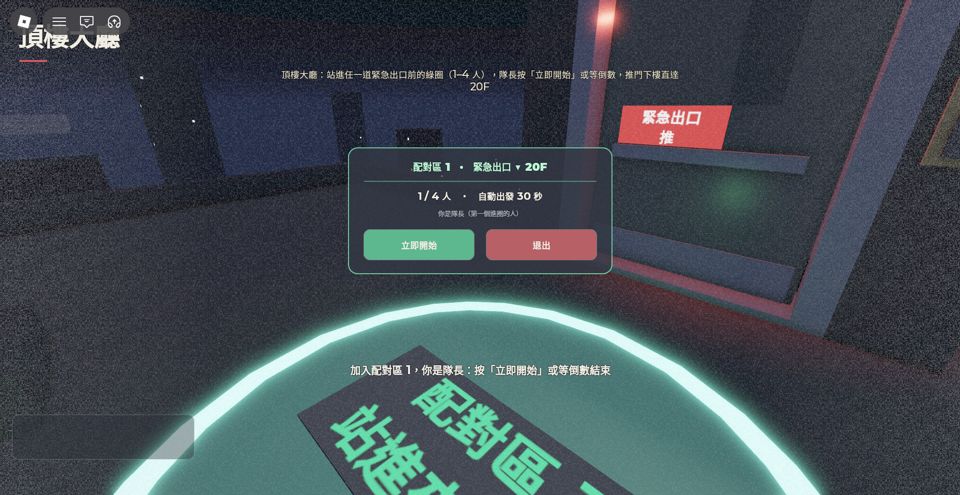 頂樓大廳
頂樓大廳：站進任一道緊急出口前的綠圈（1–4 人），隊長按「立即開始」或等倒數，推門下樓直達
20F
緊急出口
推
配對區 1 • 緊急出口 ▼ 20F
1 / 4 人 • 自動出發 30 秒
你是隊長（第一個進圈的人）
立即開始
退出
加入配對區 1，你是隊長：按「立即開始」或等倒數結束
配對區
站進